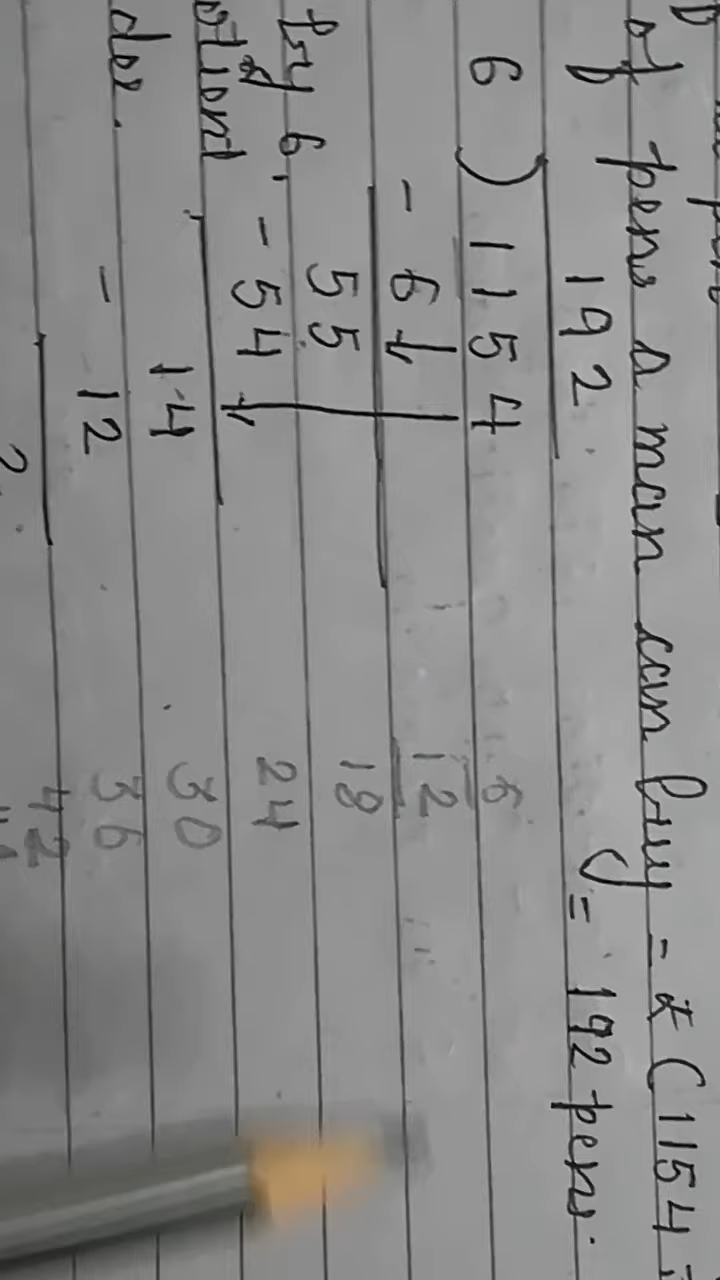 of pens a man can buy = ₹ (1154
192 = 192 pens.
6 ) 1154 6
- 6 12
by 6, 55 18
- 54 24
14 30
der. - 12 36
2 42